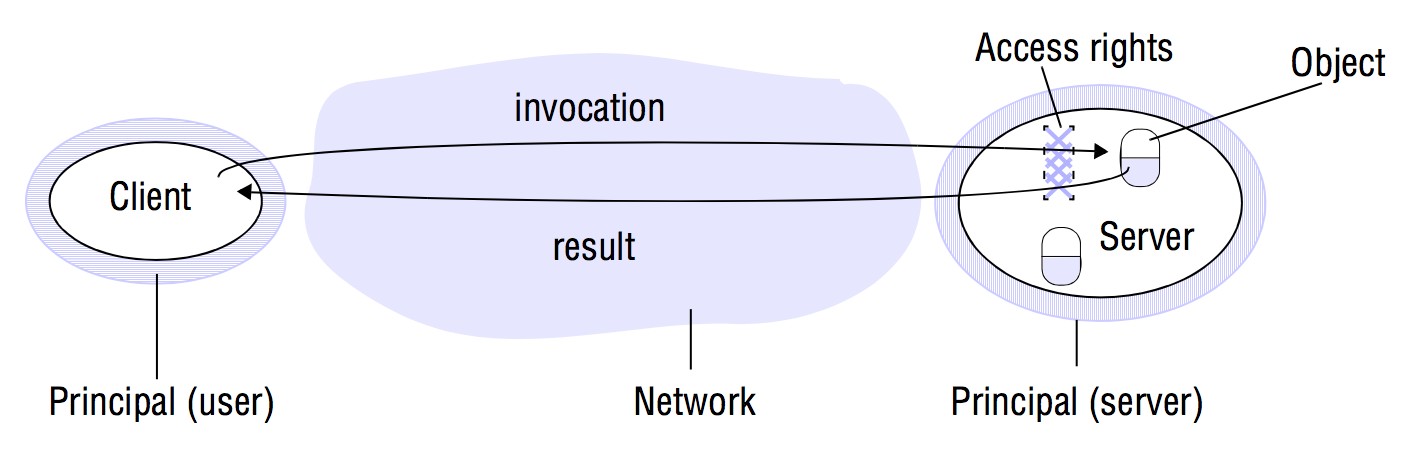 Access rights
Object
invocation
Client
result
Server
Principal (user)
Network
Principal (server)